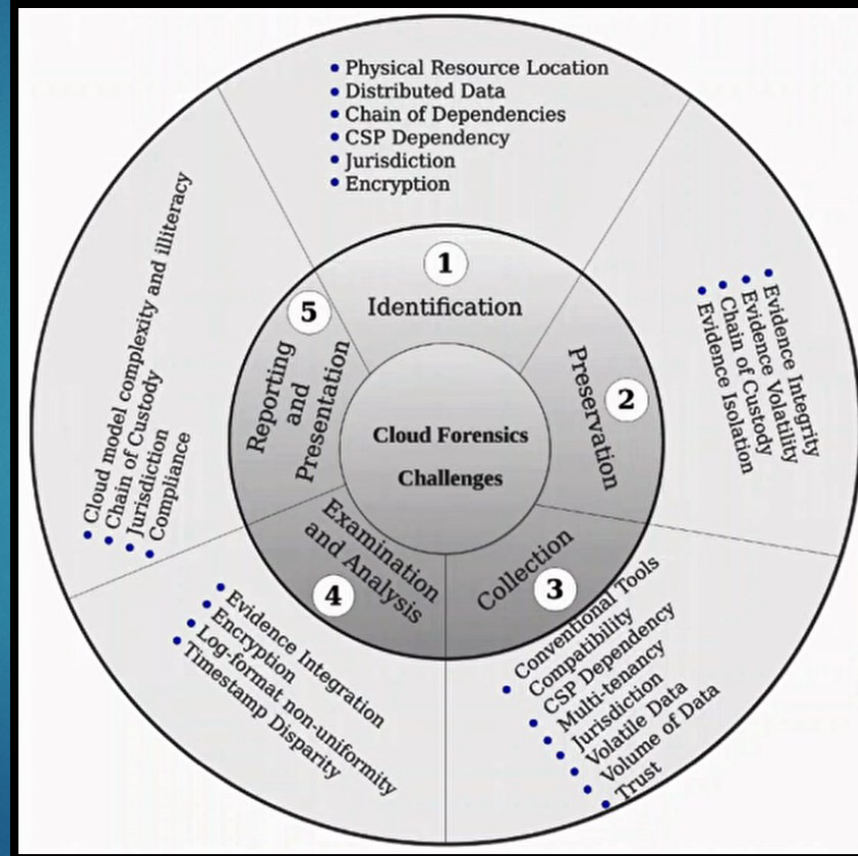 Cloud Forensics
Challenges
1
Identification
• Physical Resource Location
• Distributed Data
• Chain of Dependencies
• CSP Dependency
• Jurisdiction
• Encryption
2
Preservation
• Evidence Integrity
• Evidence Volatility
• Chain of Custody
• Evidence Isolation
3
Collection
• Conventional Tools
Compatibility
• CSP Dependency
• Multi-tenancy
• Jurisdiction
• Volatile Data
• Volume of Data
• Trust
4
Examination
and Analysis
• Evidence Integration
• Encryption
• Log-format non-uniformity
• Timestamp Disparity
5
Reporting
and
Presentation
• Cloud model complexity and illiteracy
• Chain of Custody
• Jurisdiction
• Compliance